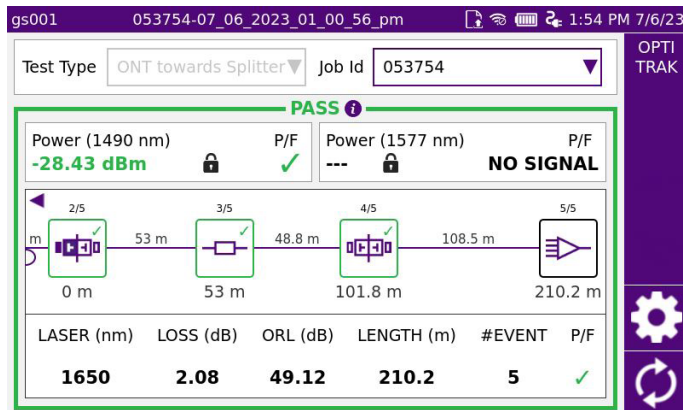 gs001 053754-07_06_2023_01_00_56_pm 1:54 PM 7/6/23
OPTI
TRAK
Test Type ONT towards Splitter Job Id 053754
PASS i
Power (1490 nm) P/F
-28.43 dBm
Power (1577 nm) P/F
--- NO SIGNAL
2/5 3/5 4/5 5/5
m 53 m 48.8 m 108.5 m
0 m 53 m 101.8 m 210.2 m
LASER (nm) LOSS (dB) ORL (dB) LENGTH (m) #EVENT P/F
1650 2.08 49.12 210.2 5 ✓